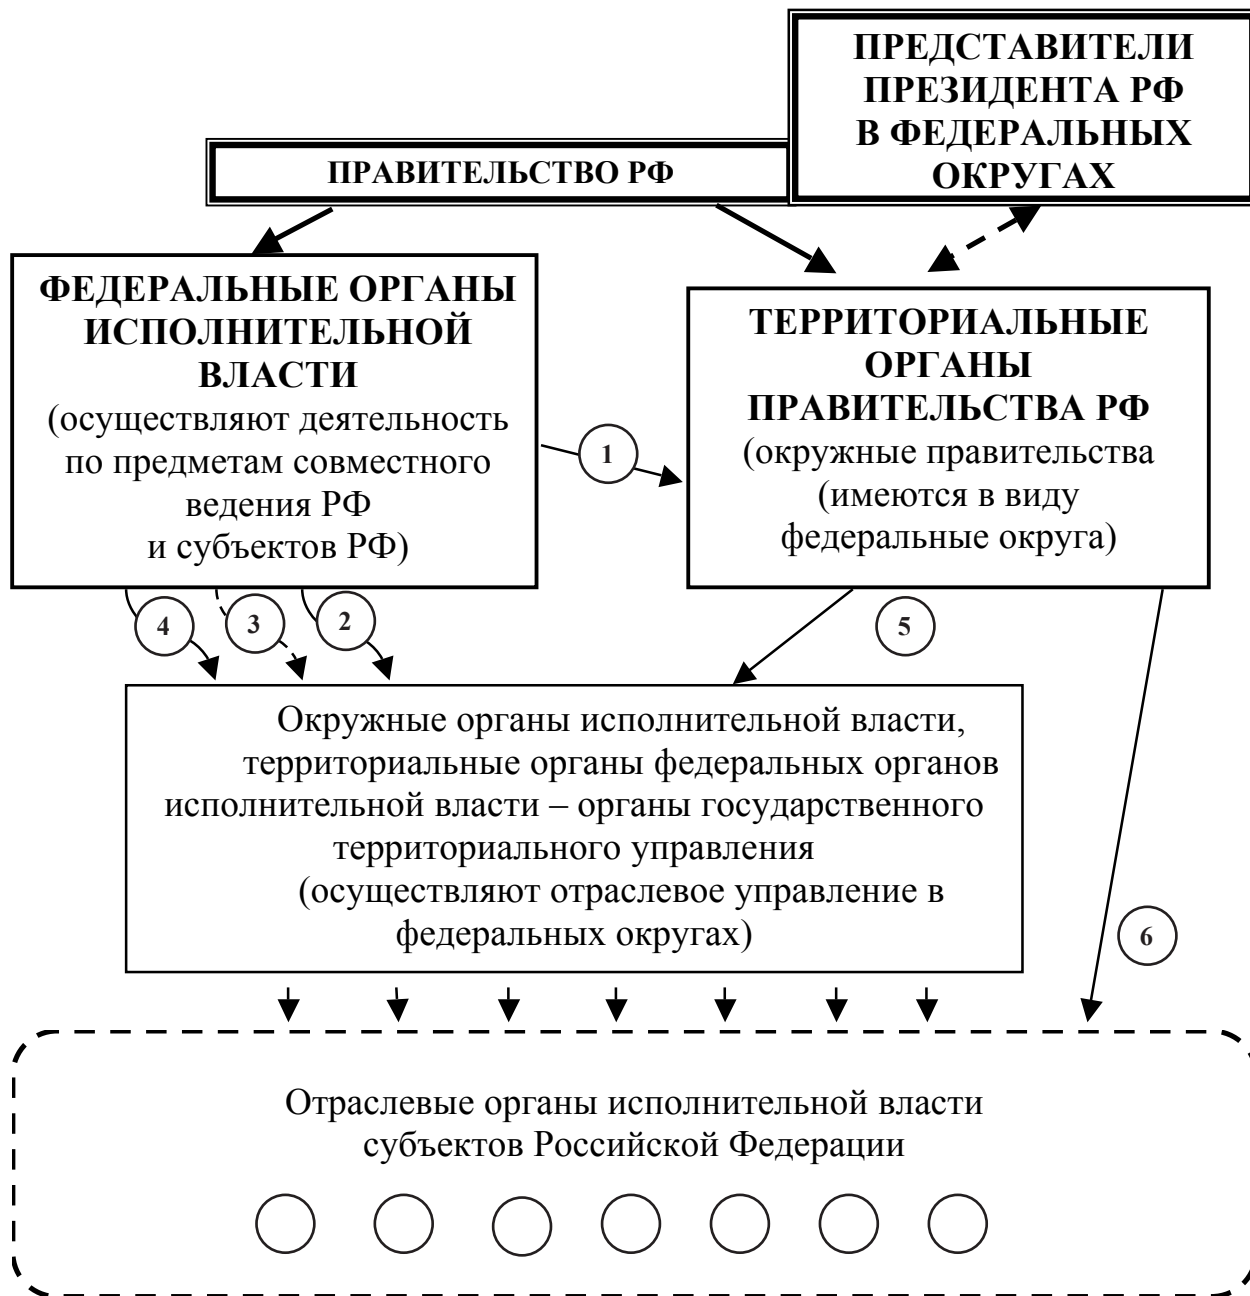 ПРЕДСТАВИТЕЛИ
ПРЕЗИДЕНТА РФ
В ФЕДЕРАЛЬНЫХ
ОКРУГАХ
ПРАВИТЕЛЬСТВО РФ
ФЕДЕРАЛЬНЫЕ ОРГАНЫ
ИСПОЛНИТЕЛЬНОЙ
ВЛАСТИ
(осуществляют деятельность
по предметам совместного
ведения РФ
и субъектов РФ)
1
ТЕРРИТОРИАЛЬНЫЕ
ОРГАНЫ
ПРАВИТЕЛЬСТВА РФ
(окружные правительства
(имеются в виду
федеральные округа)
4
3
2
5
Окружные органы исполнительной власти,
территориальные органы федеральных органов
исполнительной власти – органы государственного
территориального управления
(осуществляют отраслевое управление в
федеральных округах)
6
Отраслевые органы исполнительной власти
субъектов Российской Федерации